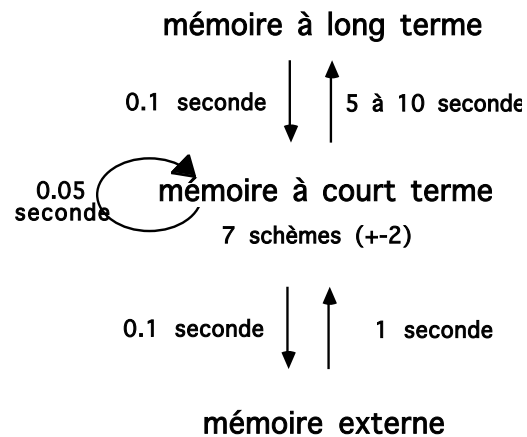 mémoire à long terme
0.1 seconde
5 à 10 seconde
0.05
seconde
mémoire à court terme
7 schèmes (+-2)
0.1 seconde
1 seconde
mémoire externe